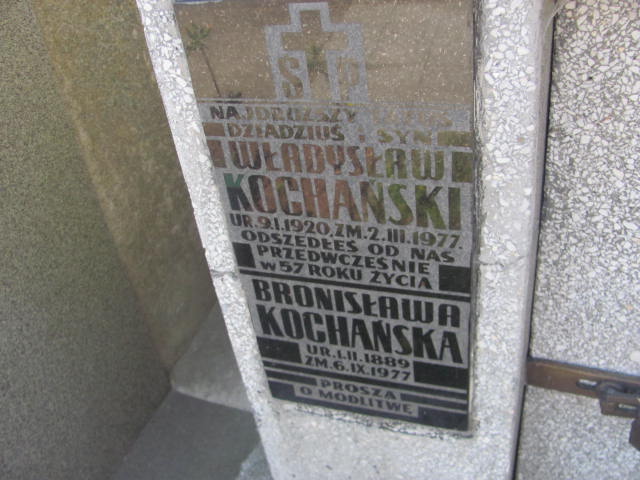 Ś P
NAJDROŻSZY
DZIADZIUŚ I SYN
WŁADYSŁAW
KOCHAŃSKI
UR. 9.I.1920, ZM. 2.III.1977.
ODSZEDŁEŚ OD NAS
PRZEDWCZEŚNIE
W 57 ROKU ŻYCIA
BRONISŁAWA
KOCHAŃSKA
UR. I.II.1889
ZM. 6.IX.1977
PROSZĄ
O MODLITWĘ